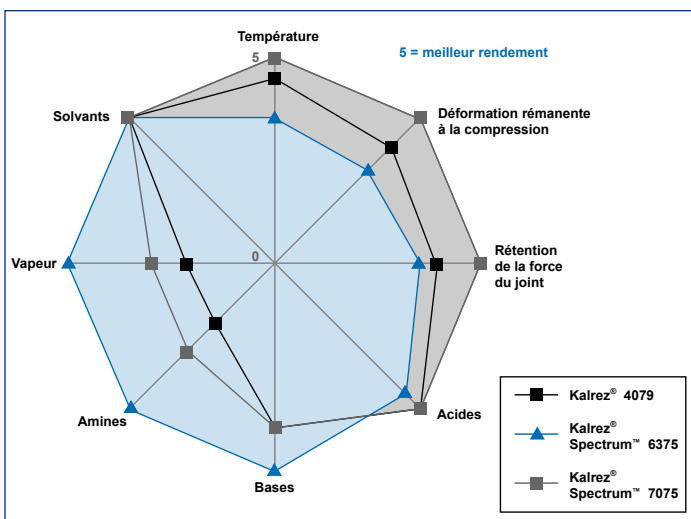 Température
5
5 = meilleur rendement
Solvants
Déformation rémanente
à la compression
Vapeur
0
Rétention
de la force
du joint
Amines
Acides
Bases
Kalrez® 4079
Kalrez®
Spectrum™ 6375
Kalrez®
Spectrum™ 7075